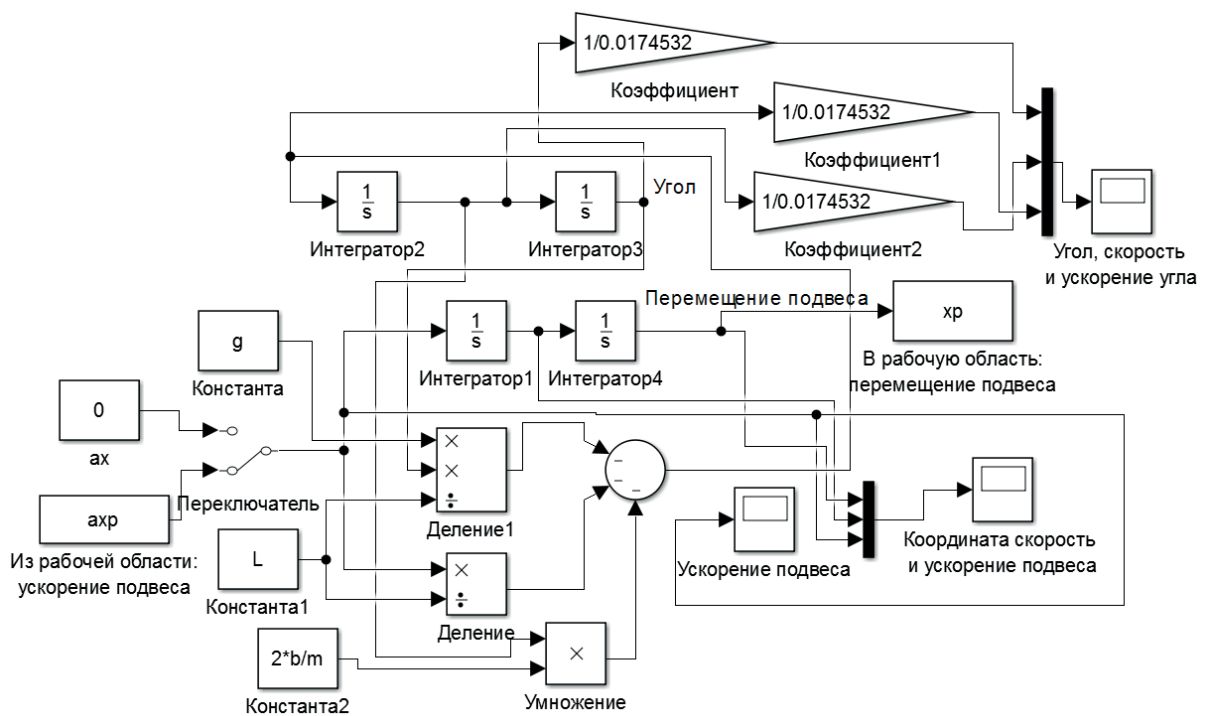 1/0.0174532
Коэффициент
1/0.0174532
Коэффициент1
1
s
Интегратор2
1
s
Интегратор3
Угол
1/0.0174532
Коэффициент2
Угол, скорость
и ускорение угла
Перемещение подвеса
xp
В рабочую область:
перемещение подвеса
g
Константа
1
s
Интегратор1
1
s
Интегратор4
0
ax
Переключатель
axp
Из рабочей области:
ускорение подвеса
×
×
÷
Деление1
−
−
−
Ускорение подвеса
Координата скорость
и ускорение подвеса
L
Константа1
×
÷
Деление
2*b/m
Константа2
×
Умножение